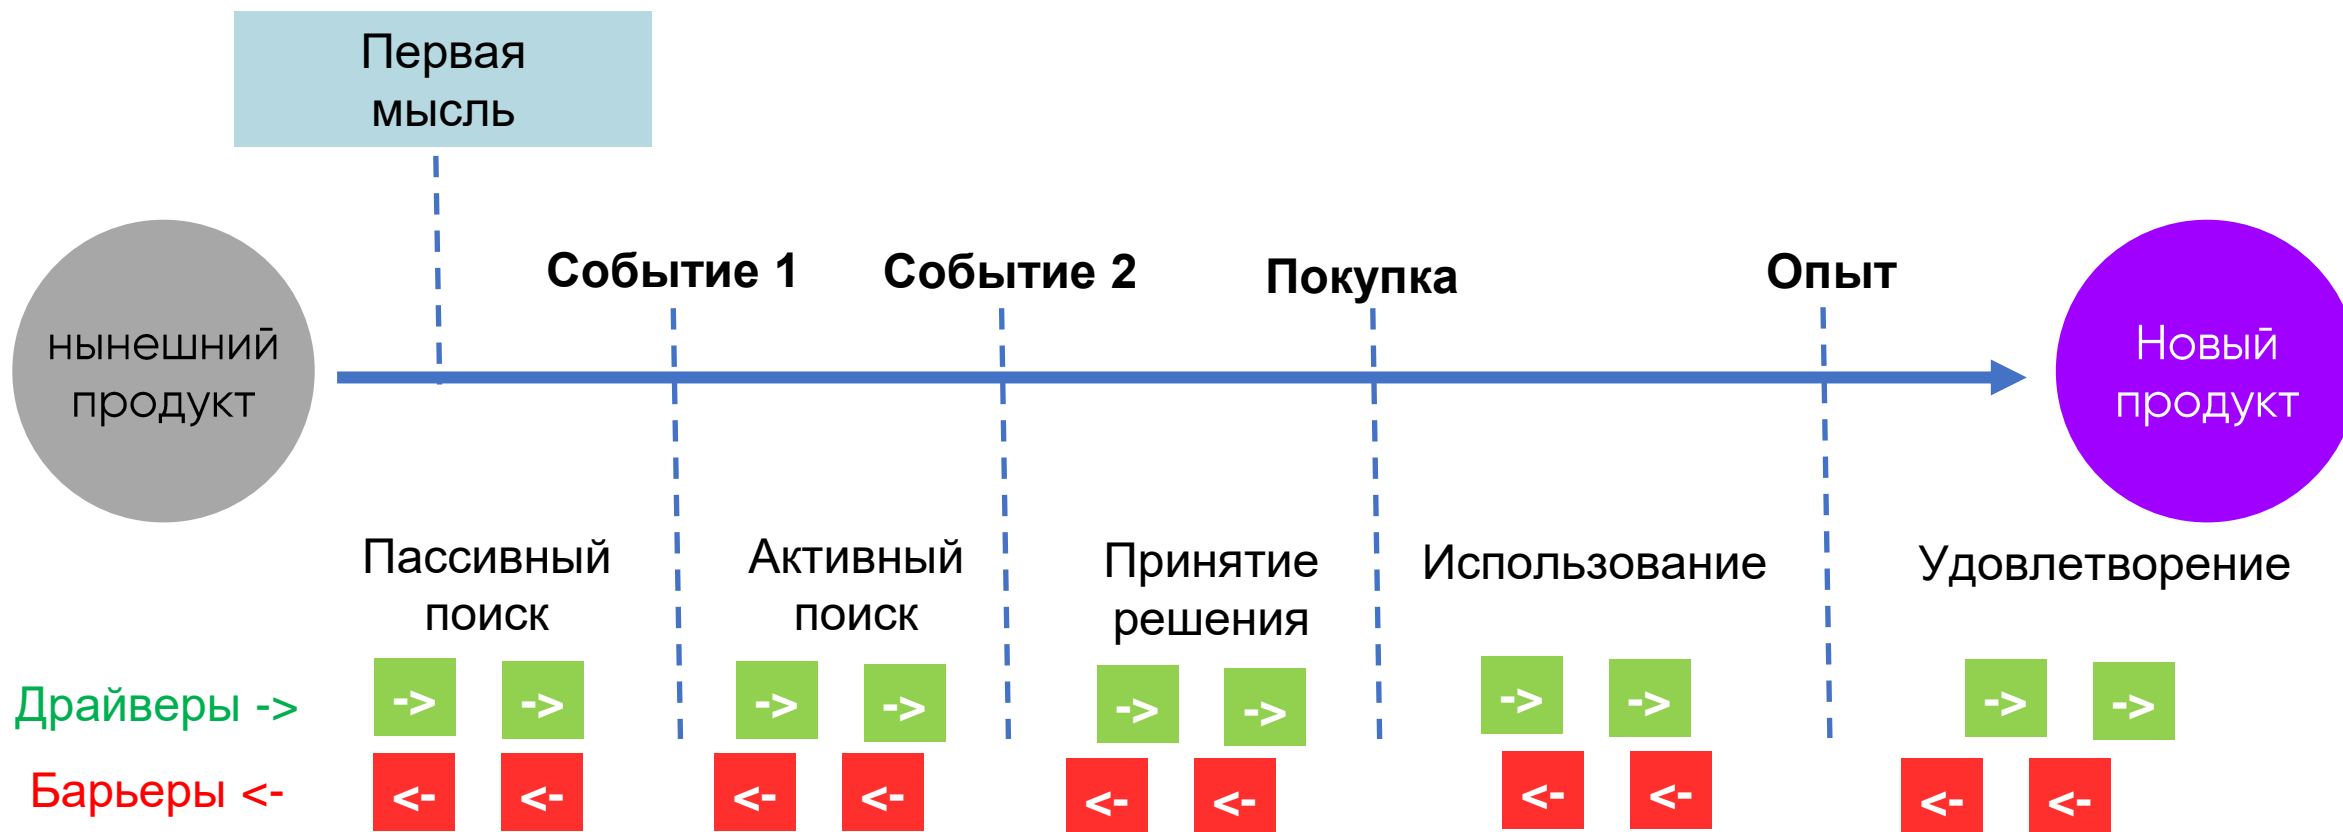 Первая
мысль
Событие 1
Событие 2
Покупка
Опыт
нынешний
продукт
Новый
продукт
Пассивный
поиск
Активный
поиск
Принятие
решения
Использование
Удовлетворение
Драйверы -> -> -> -> -> -> -> -> -> -> ->
Барьеры <- <- <- <- <- <- <- <- <- <- <-